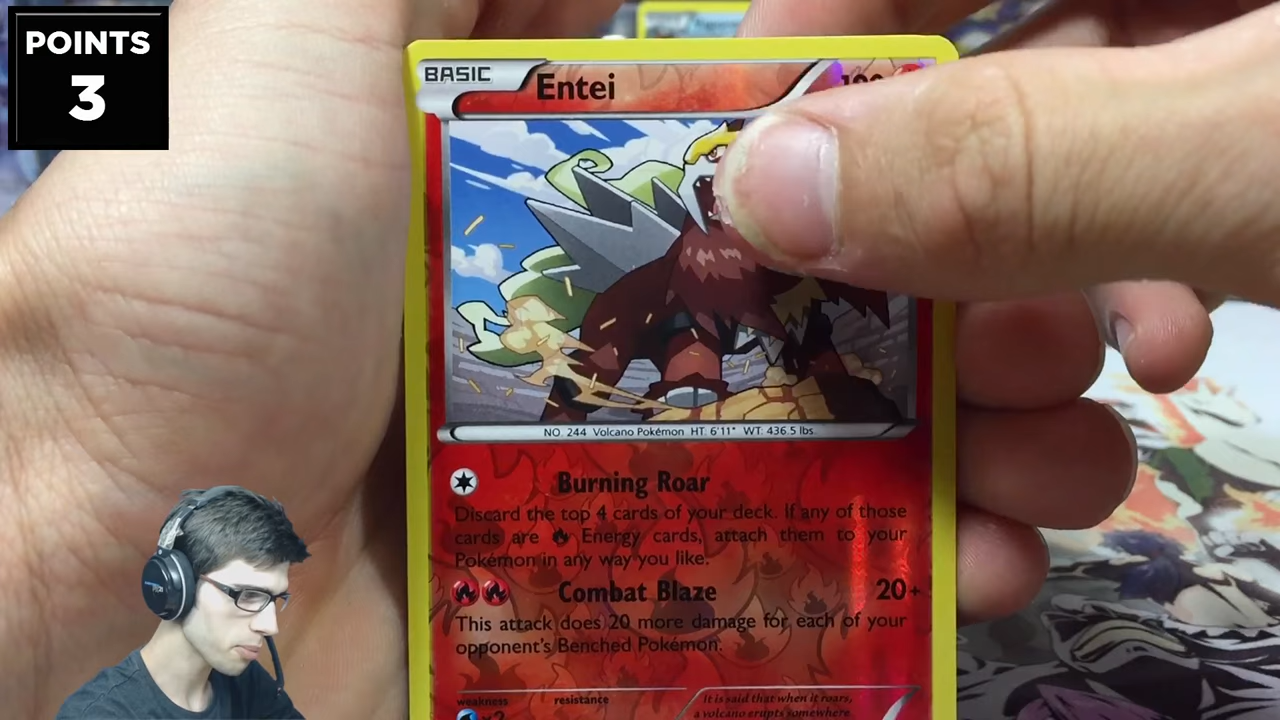 POINTS
3
BASIC
Entei
NO. 244 Volcano Pokémon HT: 6'11" WT: 436.5 lbs.
Burning Roar
Discard the top 4 cards of your deck. If any of those
cards are Energy cards, attach them to your
Pokémon in any way you like.
Combat Blaze 20+
This attack does 20 more damage for each of your
opponent's Benched Pokémon.
weakness resistance
×2
It is said that when it roars,
a volcano erupts somewhere